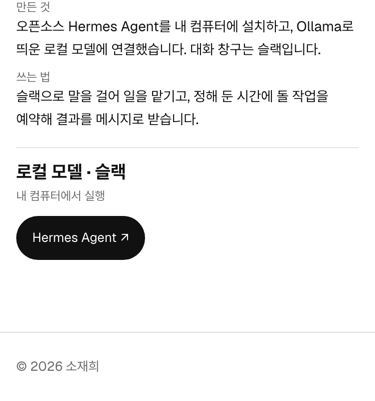 만든 것
오픈소스 Hermes Agent를 내 컴퓨터에 설치하고, Ollama로
띄운 로컬 모델에 연결했습니다. 대화 창구는 슬랙입니다.
쓰는 법
슬랙으로 말을 걸어 일을 맡기고, 정해 둔 시간에 돌 작업을
예약해 결과를 메시지로 받습니다.
로컬 모델 · 슬랙
내 컴퓨터에서 실행
Hermes Agent ↗
© 2026 소재희